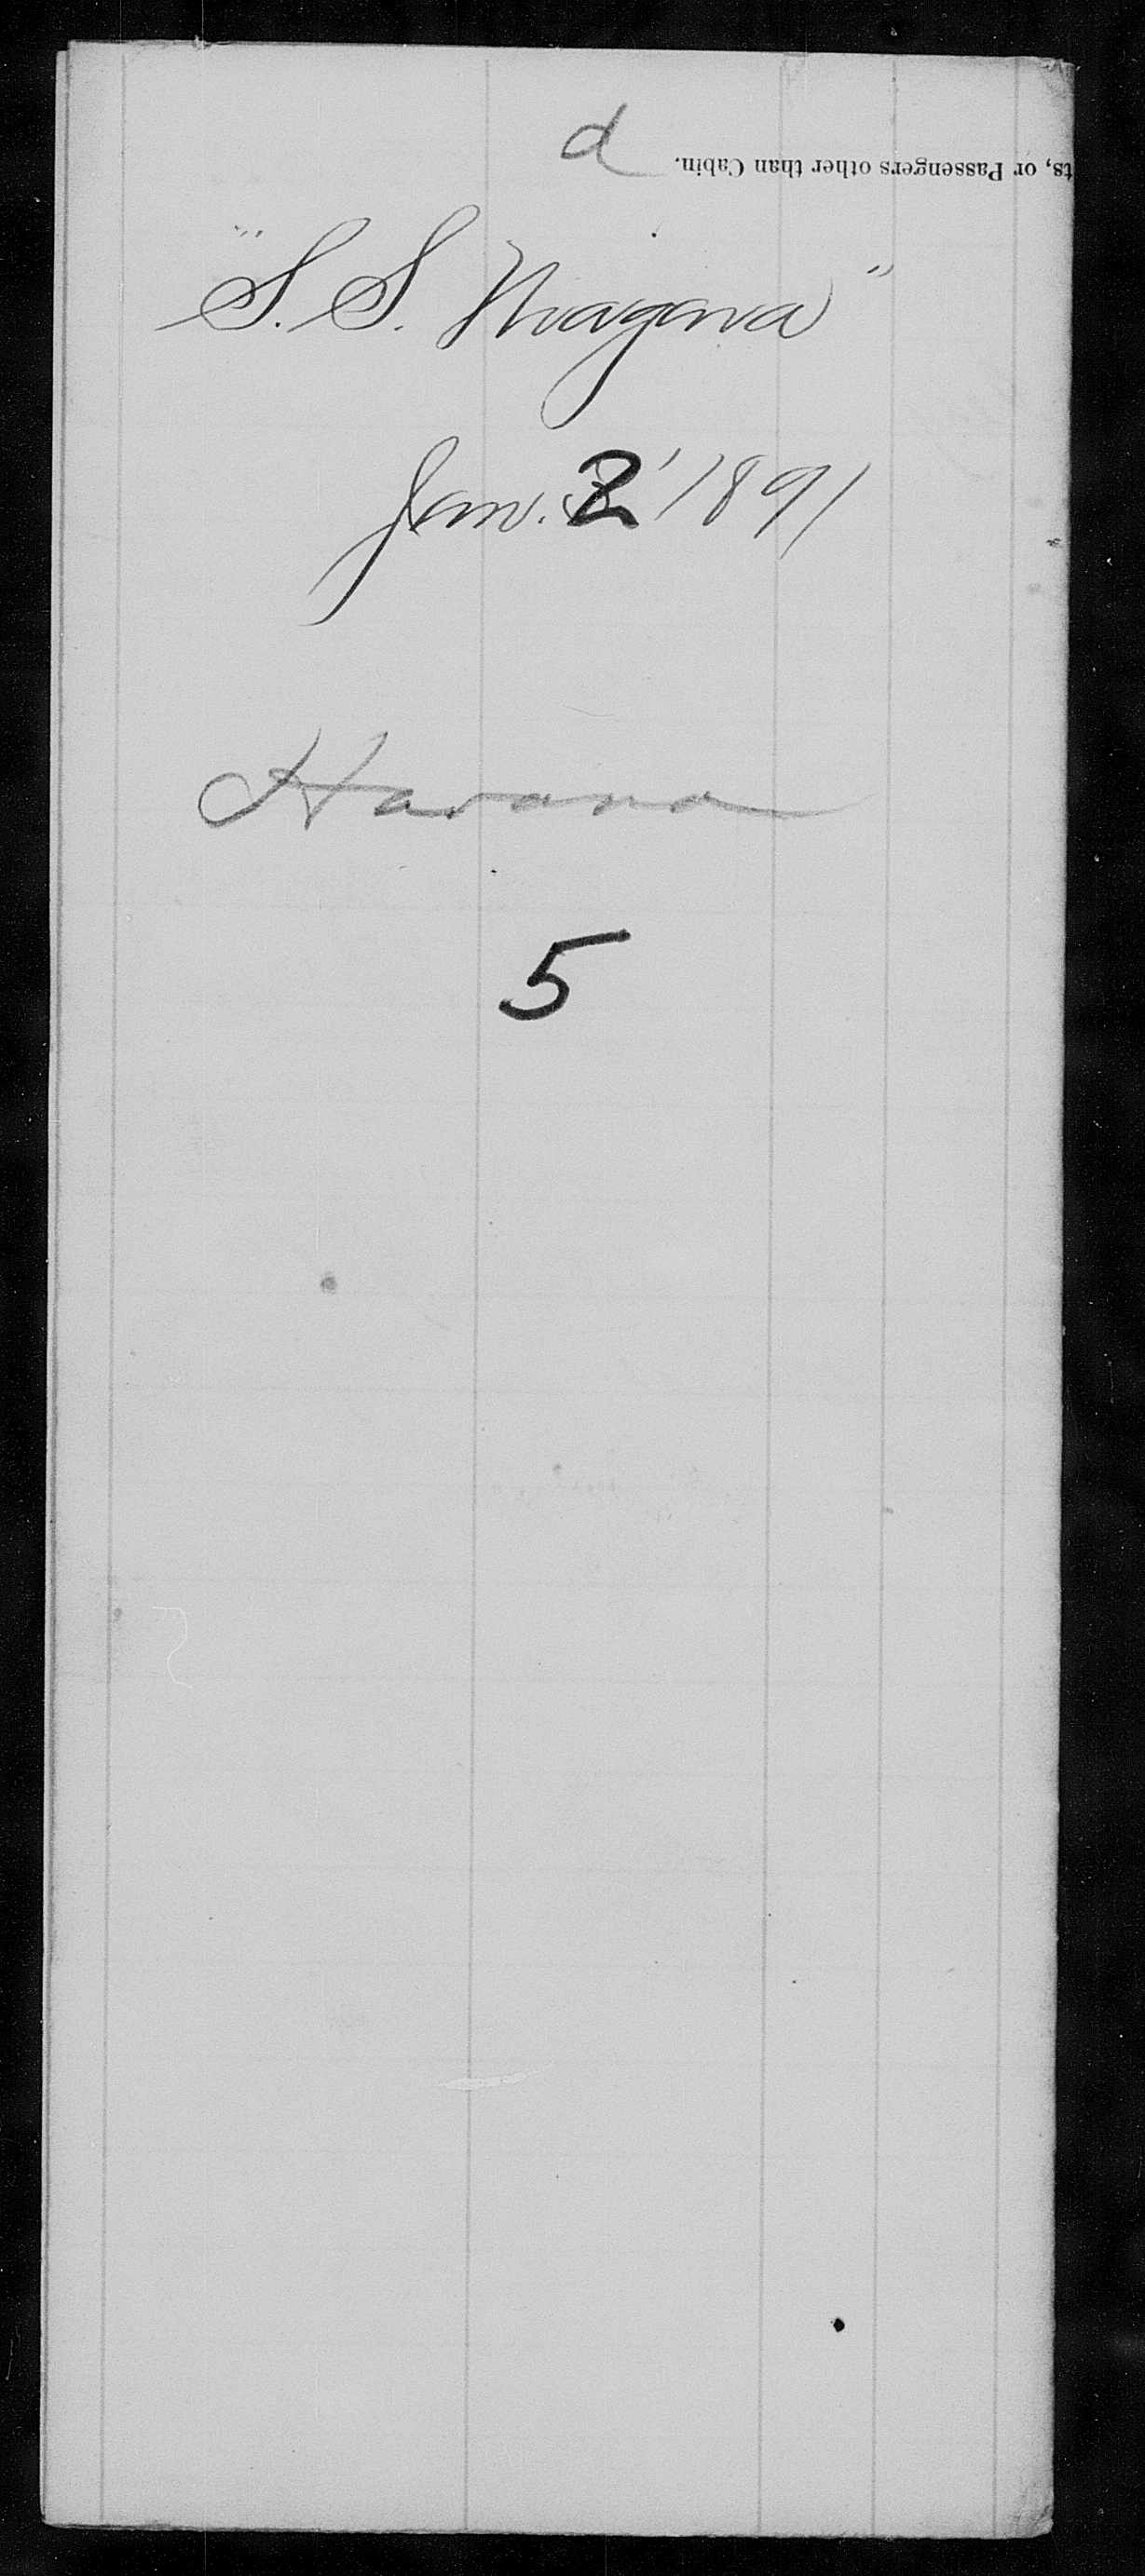 d
ts, or Passengers other than Cabin.
"S. S. Niagara"
Jan. 2' 1891
Havana
5